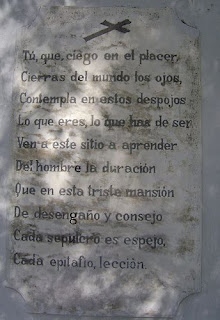 Tú, que, ciego en el placer,
Cierras del mundo los ojos,
Contempla en estos despojos
Lo que eres, lo que has de ser
Ven a este sitio a aprender
Del hombre la duración
Que en esta triste mansión
De desengaño y consejo
Cada sepulcro es espejo,
Cada epitafio, lección.